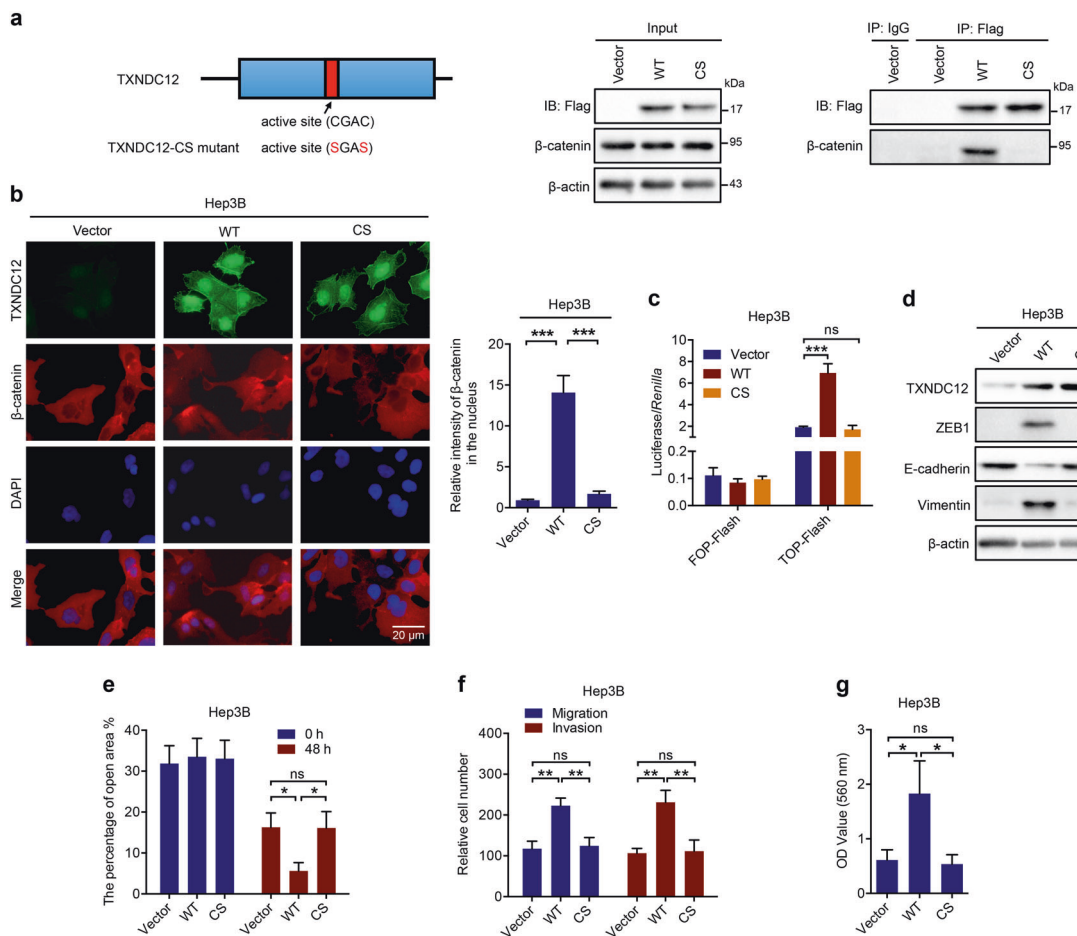 a
TXNDC12
active site (CGAC)
TXNDC12-CS mutant active site (SGAS)
Input
Vector WT CS
kDa
IB: Flag 17
β-catenin 95
β-actin 43
IP: IgG IP: Flag
Vector Vector WT CS
kDa
IB: Flag 17
β-catenin 95
b
Hep3B
Vector WT CS
TXNDC12
β-catenin
DAPI
Merge
20 μm
Hep3B
*** ***
Relative intensity of β-catenin
in the nucleus
20
15
10
5
0
Vector WT CS
c
Hep3B
Vector
WT
CS
ns
***
Luciferase/Renilla
10
8
6
4
2
0.2
0.1
0.0
FOP-Flash TOP-Flash
d
Hep3B
Vector WT
TXNDC12
ZEB1
E-cadherin
Vimentin
β-actin
e
Hep3B
0 h
48 h
ns
* *
The percentage of open area %
40
30
20
10
0
Vector WT CS Vector WT CS
f
Hep3B
Migration
Invasion
ns ns
** ** ** **
Relative cell number
400
300
200
100
0
Vector WT CS Vector WT CS
g
Hep3B
ns
* *
OD Value (560 nm)
3
2
1
0
Vector WT CS